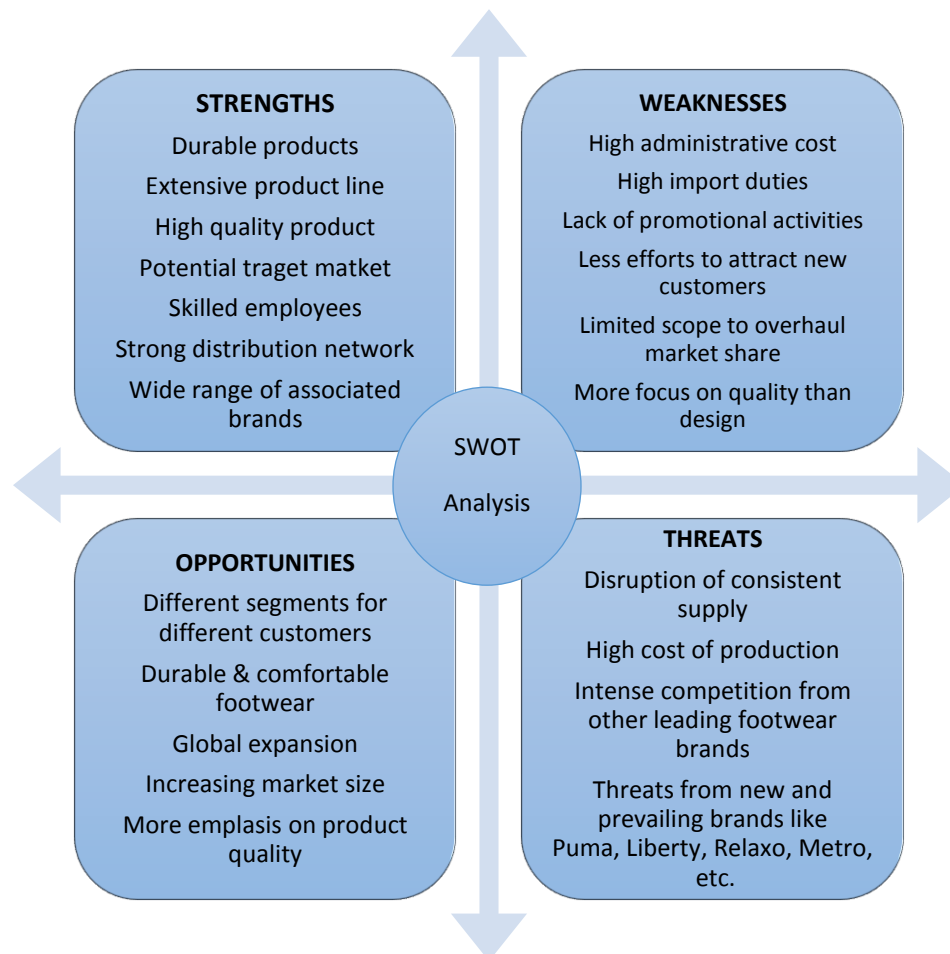 STRENGTHS
Durable products
Extensive product line
High quality product
Potential traget matket
Skilled employees
Strong distribution network
Wide range of associated
brands
WEAKNESSES
High administrative cost
High import duties
Lack of promotional activities
Less efforts to attract new
customers
Limited scope to overhaul
market share
More focus on quality than
design
SWOT
Analysis
OPPORTUNITIES
Different segments for
different customers
Durable & comfortable
footwear
Global expansion
Increasing market size
More emplasis on product
quality
THREATS
Disruption of consistent
supply
High cost of production
Intense competition from
other leading footwear
brands
Threats from new and
prevailing brands like
Puma, Liberty, Relaxo, Metro,
etc.